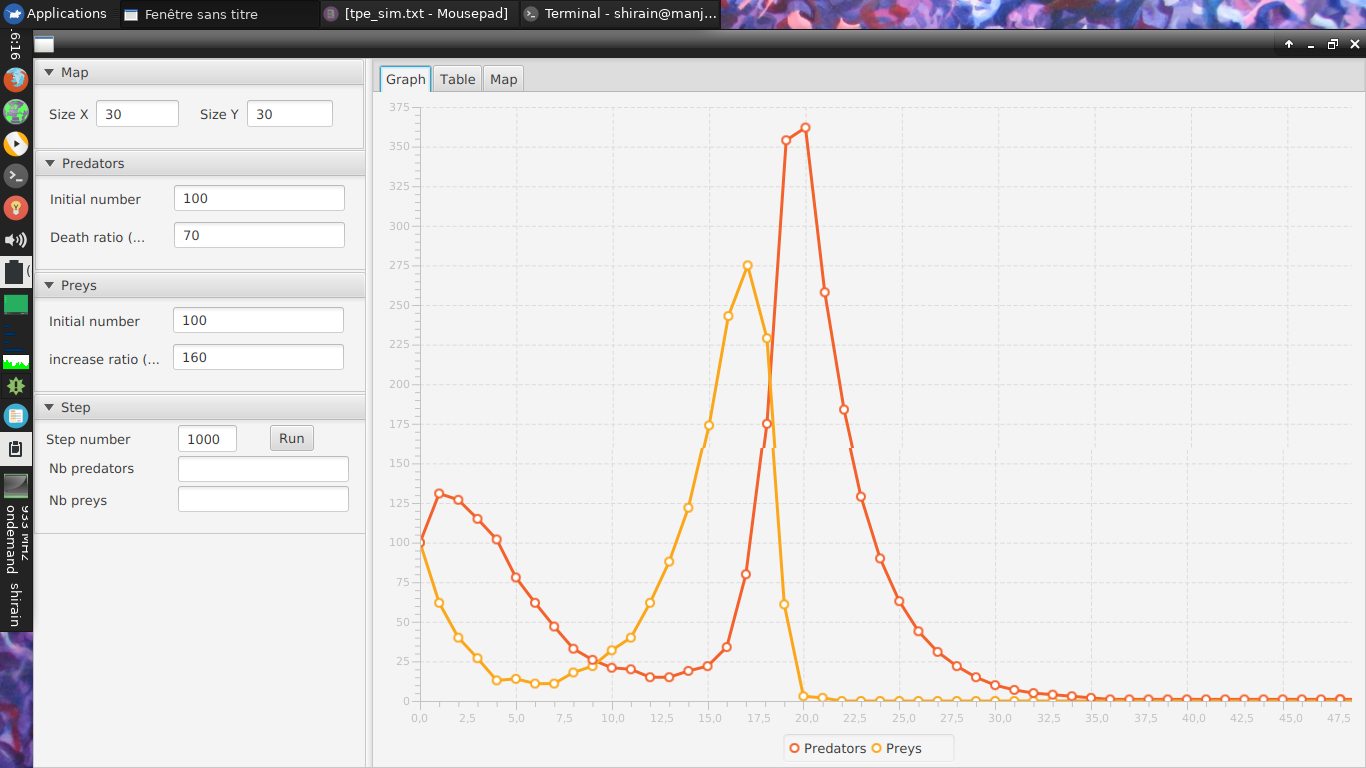 Applications
Fenêtre sans titre
[tpe_sim.txt - Mousepad]
Terminal - shirain@manj...
6:16
(
933 MHz
ondemand
shirain
Map
Size X 30 Size Y 30
Predators
Initial number 100
Death ratio (... 70
Preys
Initial number 100
increase ratio (... 160
Step
Step number 1000 Run
Nb predators
Nb preys
Graph Table Map
375
350
325
300
275
250
225
200
175
150
125
100
75
50
25
0
0,0 2,5 5,0 7,5 10,0 12,5 15,0 17,5 20,0 22,5 25,0 27,5 30,0 32,5 35,0 37,5 40,0 42,5 45,0 47,5
Predators Preys